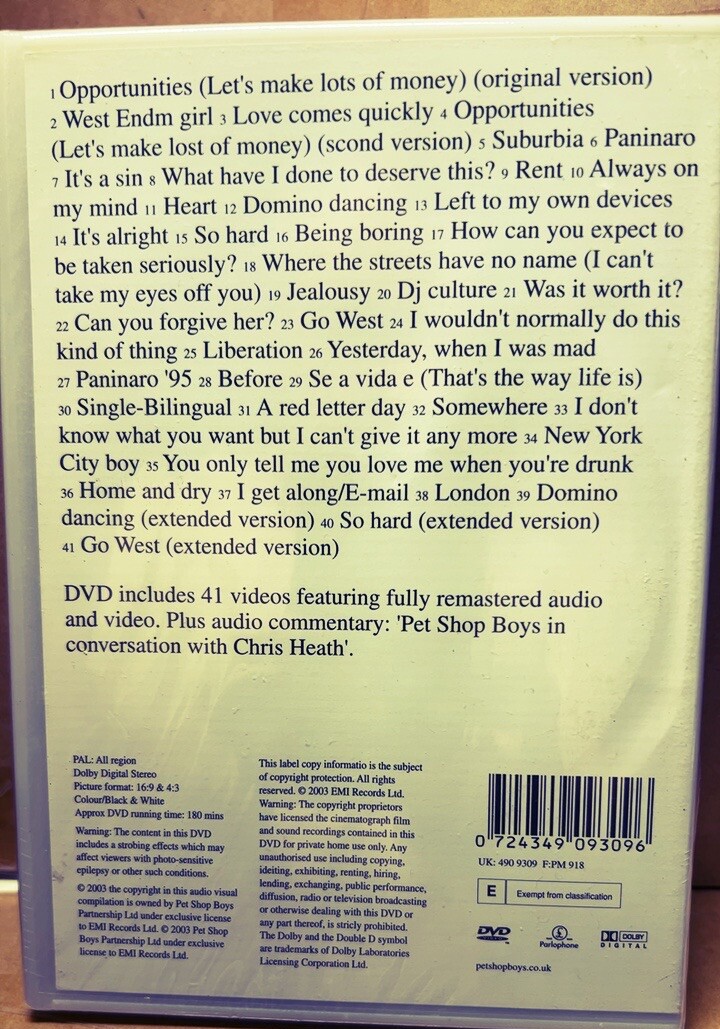 1 Opportunities (Let's make lots of money) (original version)
2 West Endm girl 3 Love comes quickly 4 Opportunities
(Let's make lost of money) (scond version) 5 Suburbia 6 Paninaro
7 It's a sin 8 What have I done to deserve this? 9 Rent 10 Always on
my mind 11 Heart 12 Domino dancing 13 Left to my own devices
14 It's alright 15 So hard 16 Being boring 17 How can you expect to
be taken seriously? 18 Where the streets have no name (I can't
take my eyes off you) 19 Jealousy 20 Dj culture 21 Was it worth it?
22 Can you forgive her? 23 Go West 24 I wouldn't normally do this
kind of thing 25 Liberation 26 Yesterday, when I was mad
27 Paninaro '95 28 Before 29 Se a vida e (That's the way life is)
30 Single-Bilingual 31 A red letter day 32 Somewhere 33 I don't
know what you want but I can't give it any more 34 New York
City boy 35 You only tell me you love me when you're drunk
36 Home and dry 37 I get along/E-mail 38 London 39 Domino
dancing (extended version) 40 So hard (extended version)
41 Go West (extended version)
DVD includes 41 videos featuring fully remastered audio
and video. Plus audio commentary: 'Pet Shop Boys in
conversation with Chris Heath'.
PAL: All region
Dolby Digital Stereo
Picture format: 16:9 & 4:3
Colour/Black & White
Approx DVD running time: 180 mins
Warning: The content in this DVD
includes a strobing effects which may
affect viewers with photo-sensitive
epilepsy or other such conditions.
© 2003 the copyright in this audio visual
compilation is owned by Pet Shop Boys
Partnership Ltd under exclusive license
to EMI Records Ltd. © 2003 Pet Shop
Boys Partnership Ltd under exclusive
license to EMI Records Ltd.
This label copy informatio is the subject
of copyright protection. All rights
reserved. © 2003 EMI Records Ltd.
Warning: The copyright proprietors
have licensed the cinematograph film
and sound recordings contained in this
DVD for private home use only. Any
unauthorised use including copying,
ideiting, exhibiting, renting, hiring,
lending, exchanging, public performance,
diffusion, radio or television broadcasting
or otherwise dealing with this DVD or
any part thereof, is stricly prohibited.
The Dolby and the Double D symbol
are trademarks of Dolby Laboratories
Licensing Corporation Ltd.
0 724349 093096
UK: 490 9309 F:PM 918
E Exempt from classification
DVD
Parlophone
DOLBY
DIGITAL
petshopboys.co.uk